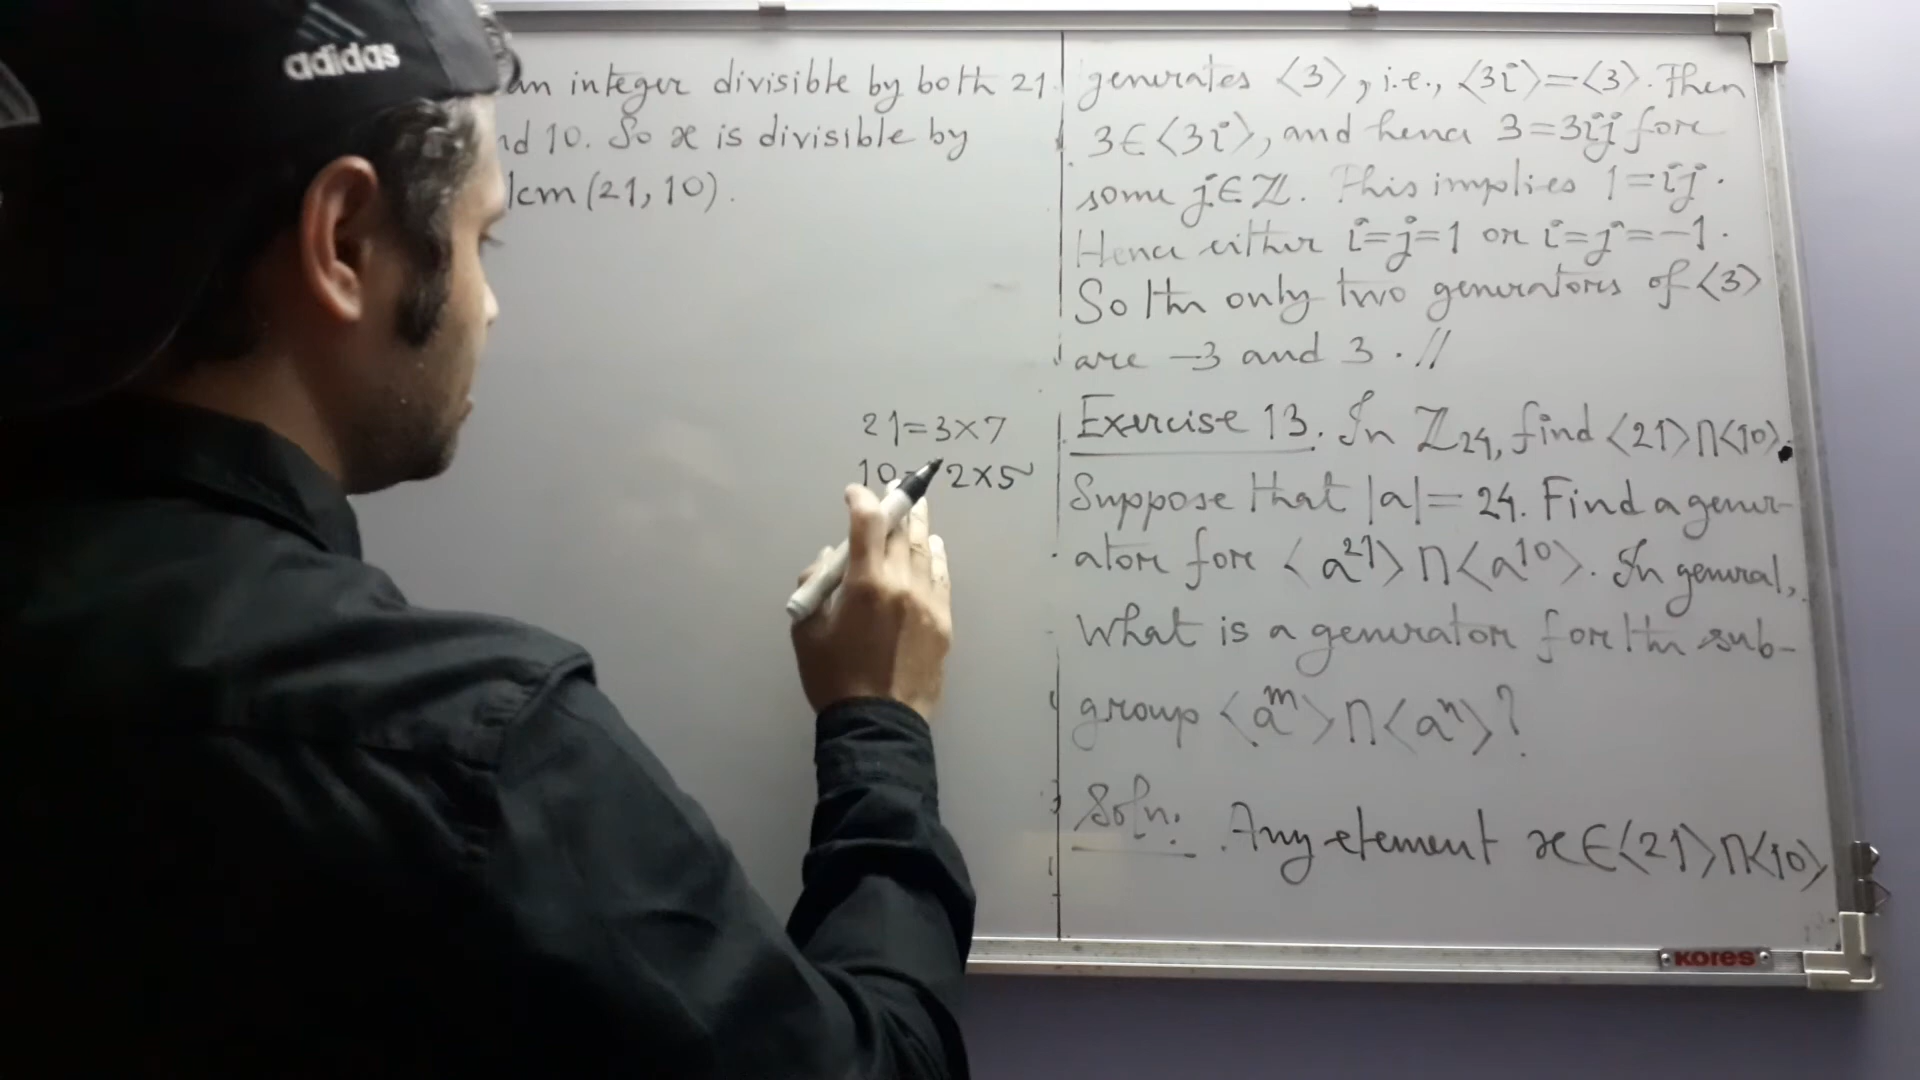 adidas
an integer divisible by both 21
nd 10. So x is divisible by
lcm (21, 10).
21=3×7
10= 2×5
generates ⟨3⟩, i.e., ⟨3i⟩=⟨3⟩. Then
3∈⟨3i⟩, and hence 3=3ij for
some j∈ℤ. This implies 1=ij.
Hence either i=j=1 or i=j=-1.
So the only two generators of ⟨3⟩
are -3 and 3. //
Exercise 13. In ℤ24, find ⟨21⟩∩⟨10⟩.
Suppose that |a|= 24. Find a gener-
ator for ⟨a²¹⟩∩⟨a¹⁰⟩. In general,
What is a generator for the sub-
group ⟨aᵐ⟩∩⟨aⁿ⟩?
Soln. Any element x∈⟨21⟩∩⟨10⟩
KORES